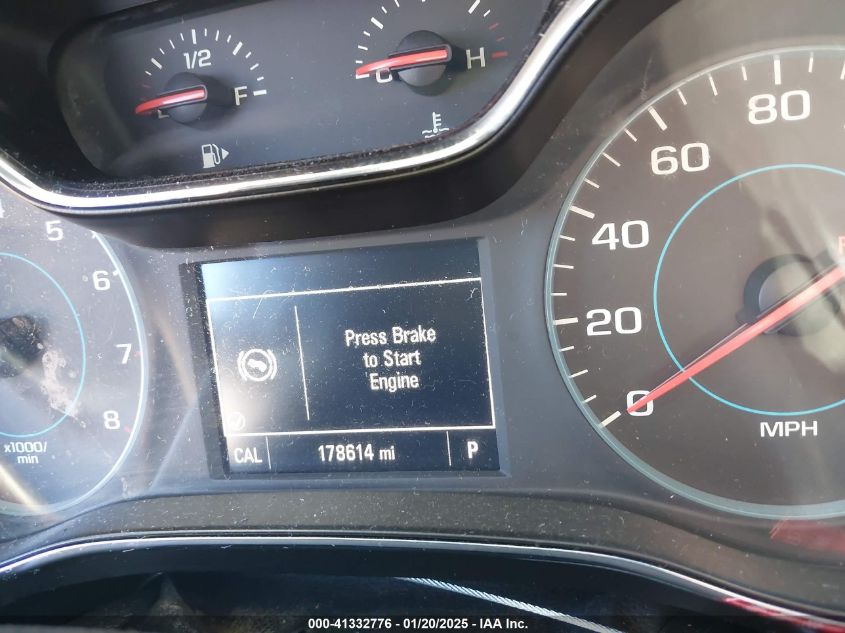 1/2
F
C
H
5
6
7
8
x1000/
min
Press Brake
to Start
Engine
CAL
178614 mi
P
80
60
40
20
0
MPH
000-41332776 - 01/20/2025 - IAA Inc.